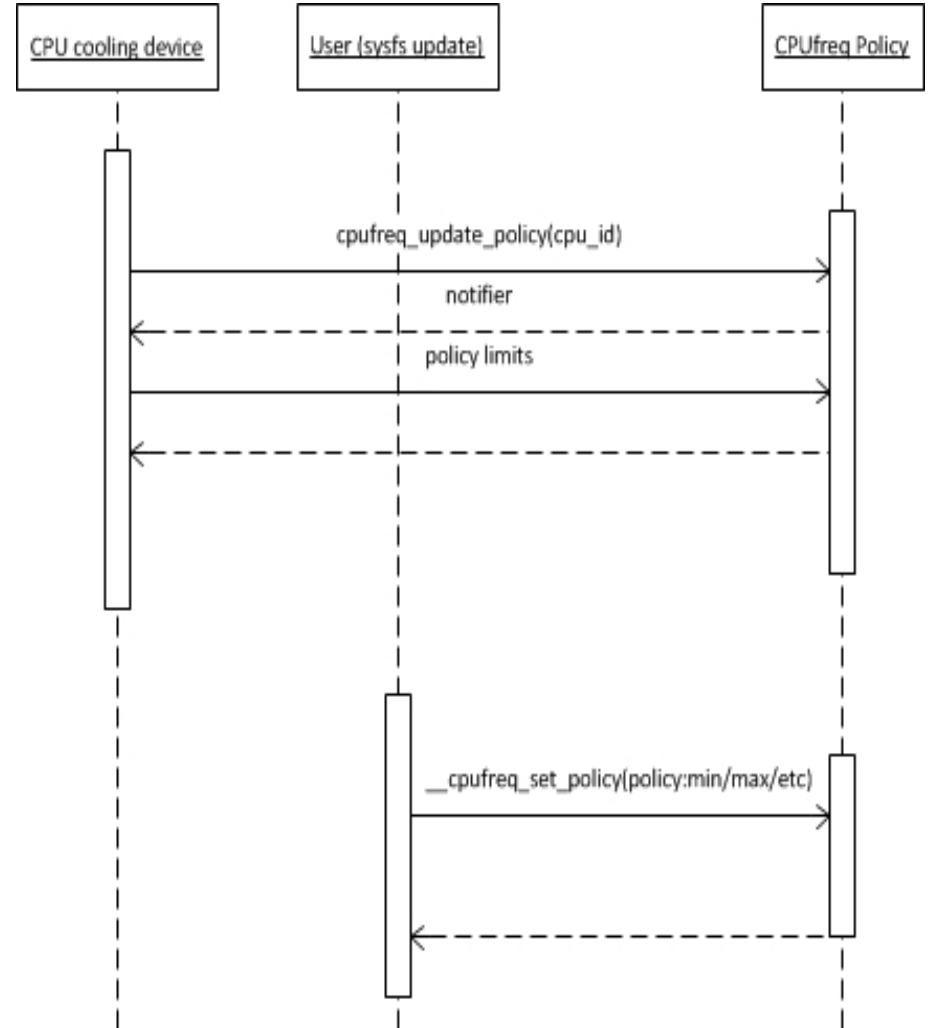 CPU cooling device
User (sysfs update)
CPUfreq Policy
cpufreq_update_policy(cpu_id)
notifier
policy limits
__cpufreq_set_policy(policy:min/max/etc)